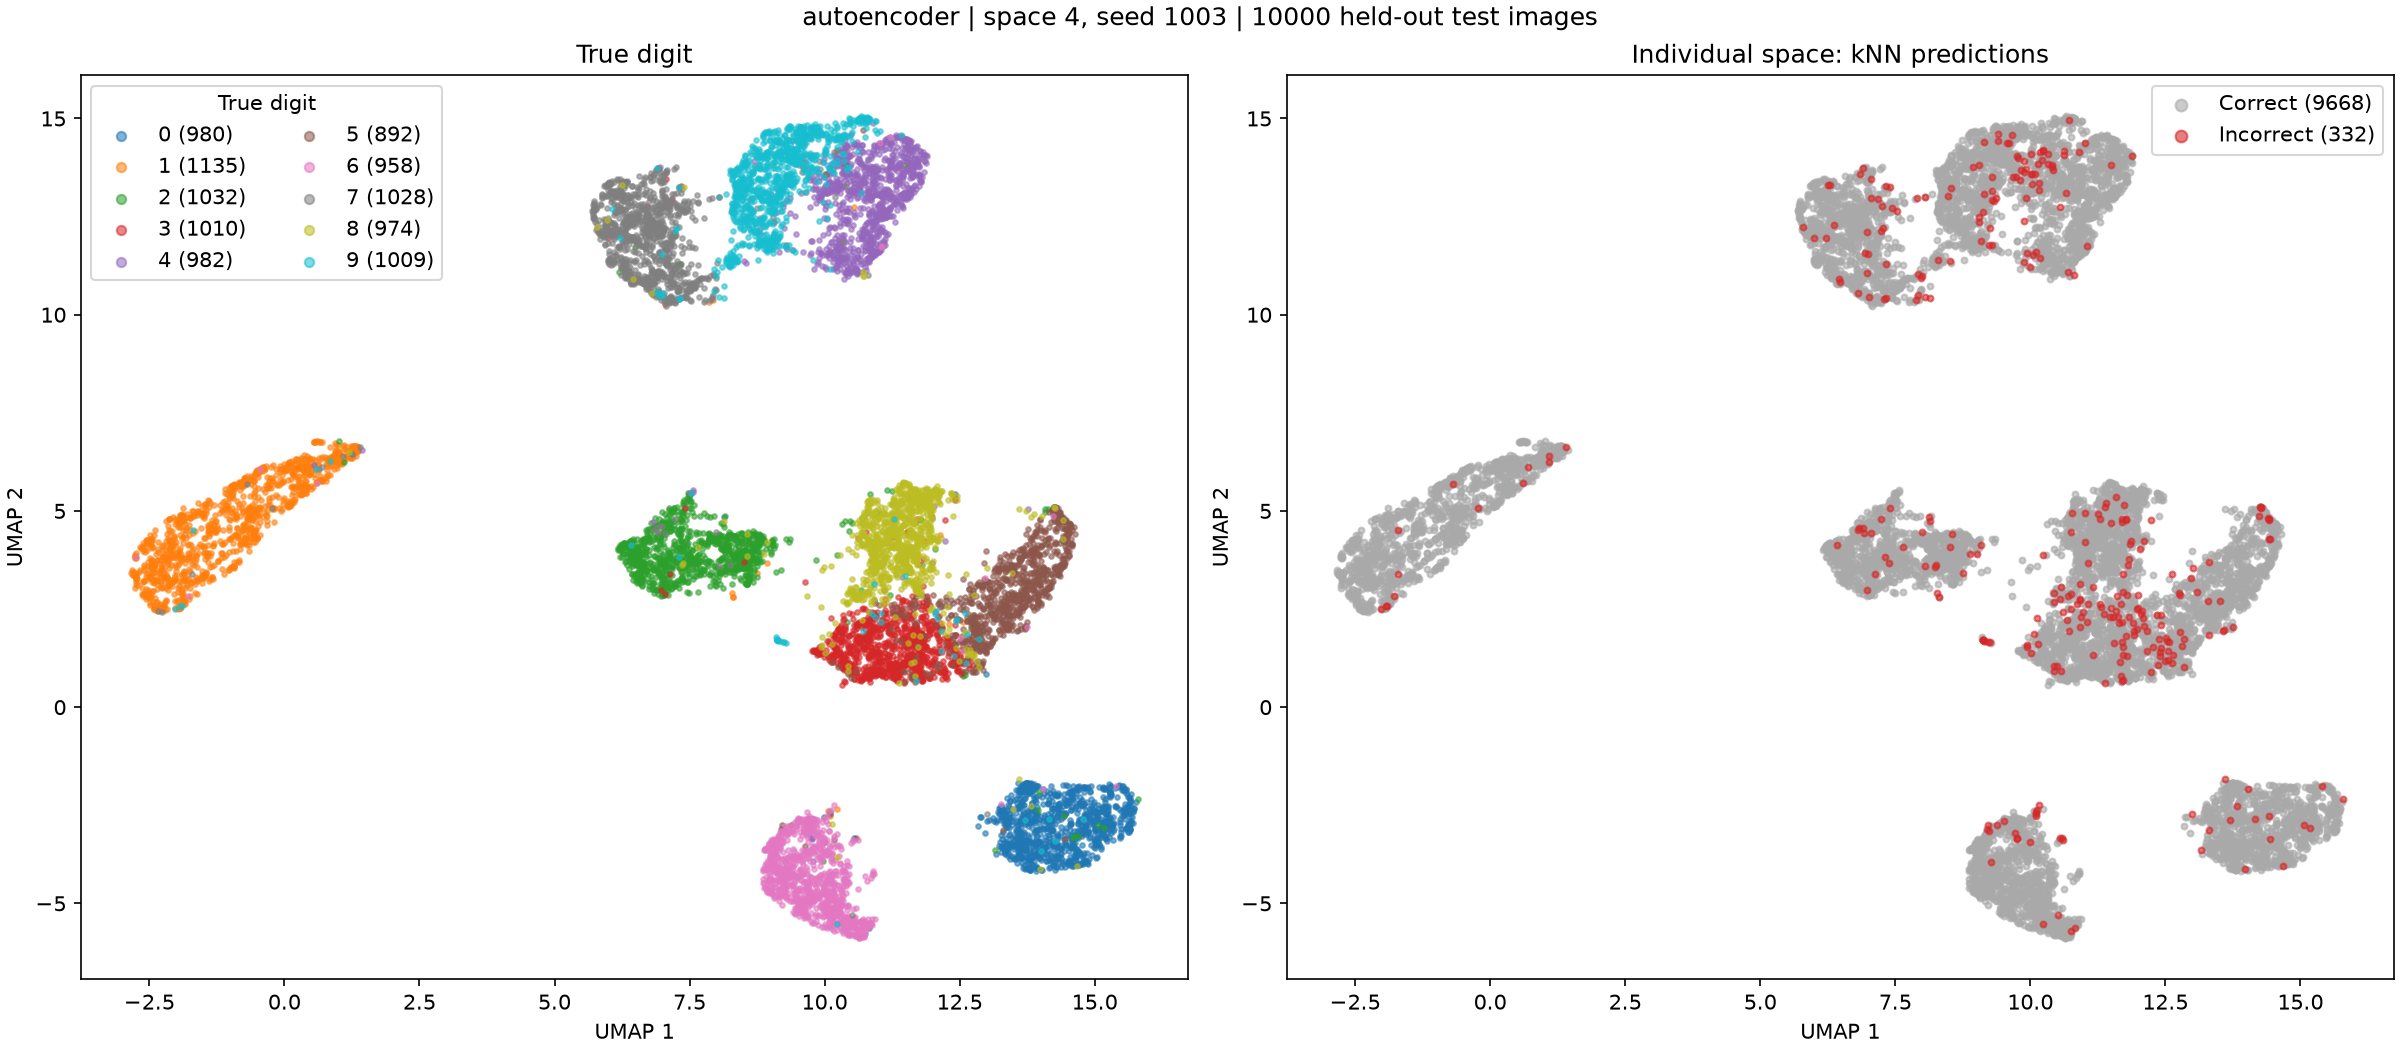 autoencoder | space 4, seed 1003 | 10000 held-out test images
True digit
True digit
0 (980)
1 (1135)
2 (1032)
3 (1010)
4 (982)
5 (892)
6 (958)
7 (1028)
8 (974)
9 (1009)
15
10
5
0
−5
UMAP 2
−2.5 0.0 2.5 5.0 7.5 10.0 12.5 15.0
UMAP 1
Individual space: kNN predictions
Correct (9668)
Incorrect (332)
15
10
5
0
−5
UMAP 2
−2.5 0.0 2.5 5.0 7.5 10.0 12.5 15.0
UMAP 1